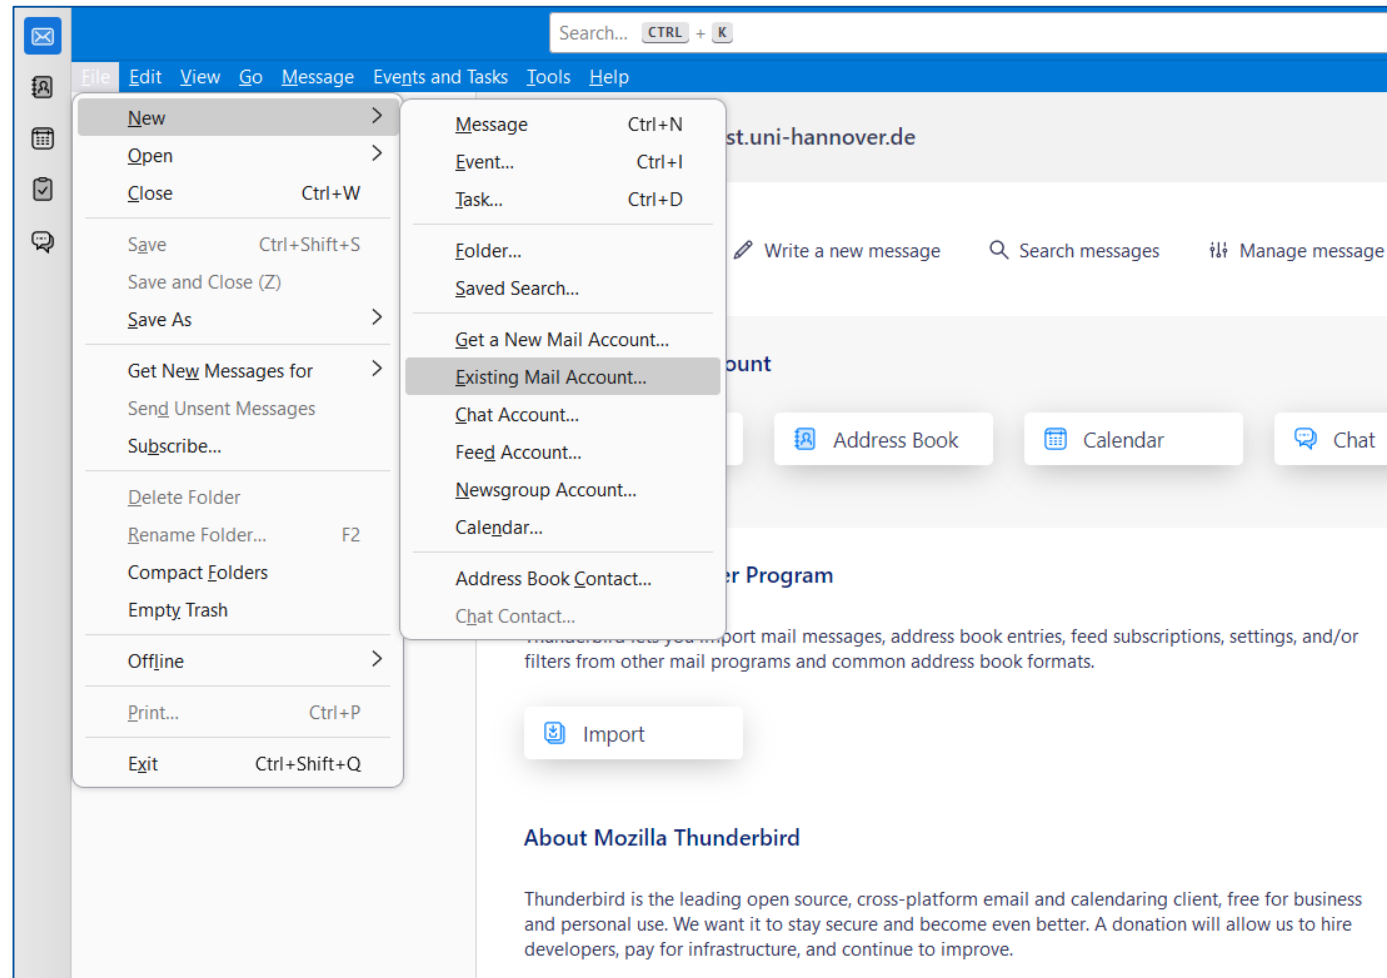 Search... CTRL + K
File Edit View Go Message Events and Tasks Tools Help
New
Open
Close Ctrl+W
Save Ctrl+Shift+S
Save and Close (Z)
Save As
Get New Messages for
Send Unsent Messages
Subscribe...
Delete Folder
Rename Folder... F2
Compact Folders
Empty Trash
Offline
Print... Ctrl+P
Exit Ctrl+Shift+Q
Message Ctrl+N
Event... Ctrl+I
Task... Ctrl+D
Folder...
Saved Search...
Get a New Mail Account...
Existing Mail Account...
Chat Account...
Feed Account...
Newsgroup Account...
Calendar...
Address Book Contact...
Chat Contact...
st.uni-hannover.de
Write a new message Search messages Manage message
ount
Address Book Calendar Chat
er Program
Thunderbird lets you import mail messages, address book entries, feed subscriptions, settings, and/or
filters from other mail programs and common address book formats.
Import
About Mozilla Thunderbird
Thunderbird is the leading open source, cross-platform email and calendaring client, free for business
and personal use. We want it to stay secure and become even better. A donation will allow us to hire
developers, pay for infrastructure, and continue to improve.